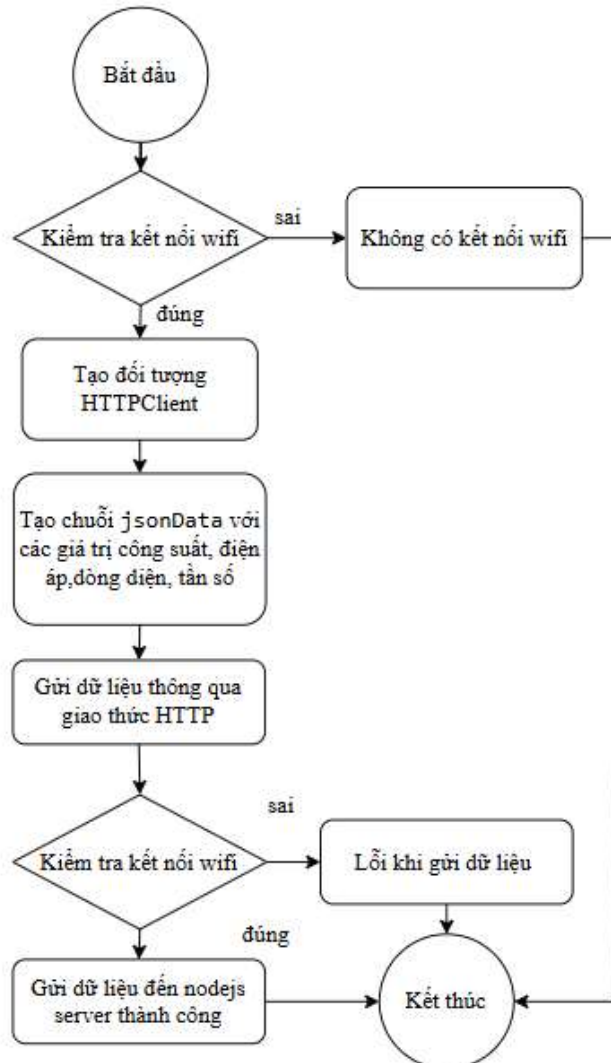 Bắt đầu
Kiểm tra kết nối wifi
sai
Không có kết nối wifi
đúng
Tạo đối tượng
HTTPClient
Tạo chuỗi jsonData với
các giá trị công suất, điện
áp,dòng diện, tần số
Gửi dữ liệu thông qua
giao thức HTTP
sai
Kiểm tra kết nối wifi
Lỗi khi gửi dữ liệu
đúng
Gửi dữ liệu đến nodejs
server thành công
Kết thúc